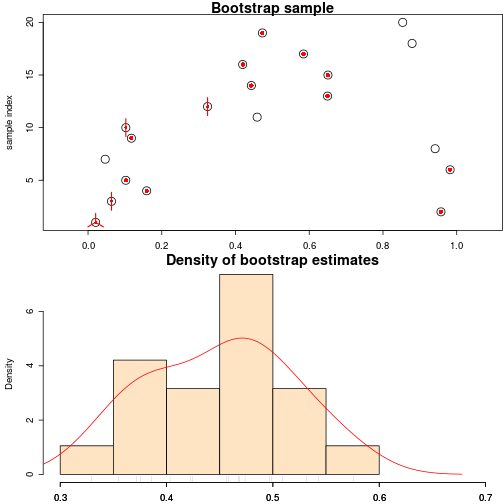 Bootstrap sample
20
15
10
5
sample index
0.0 0.2 0.4 0.6 0.8 1.0
Density of bootstrap estimates
6
4
2
0
Density
0.3 0.4 0.5 0.6 0.7